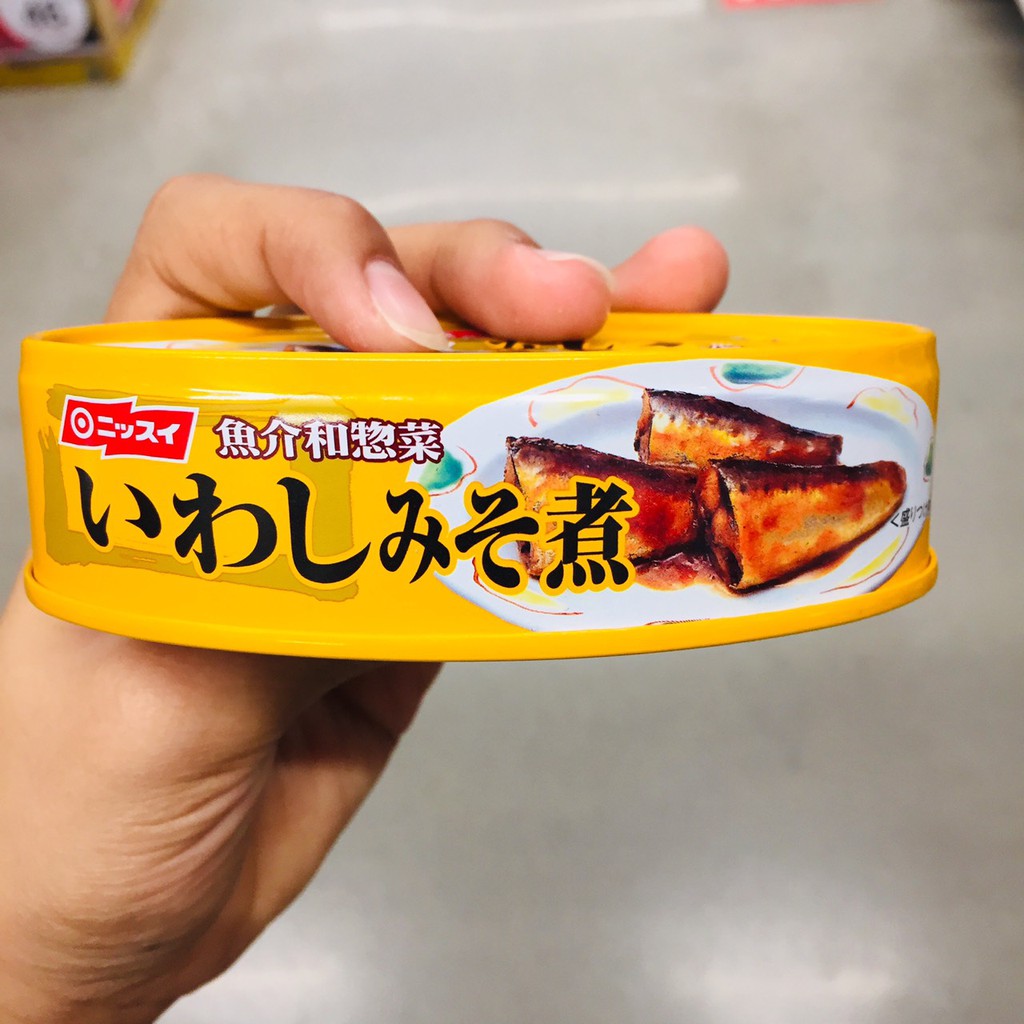 ニッスイ
魚介和惣菜
いわしみそ煮